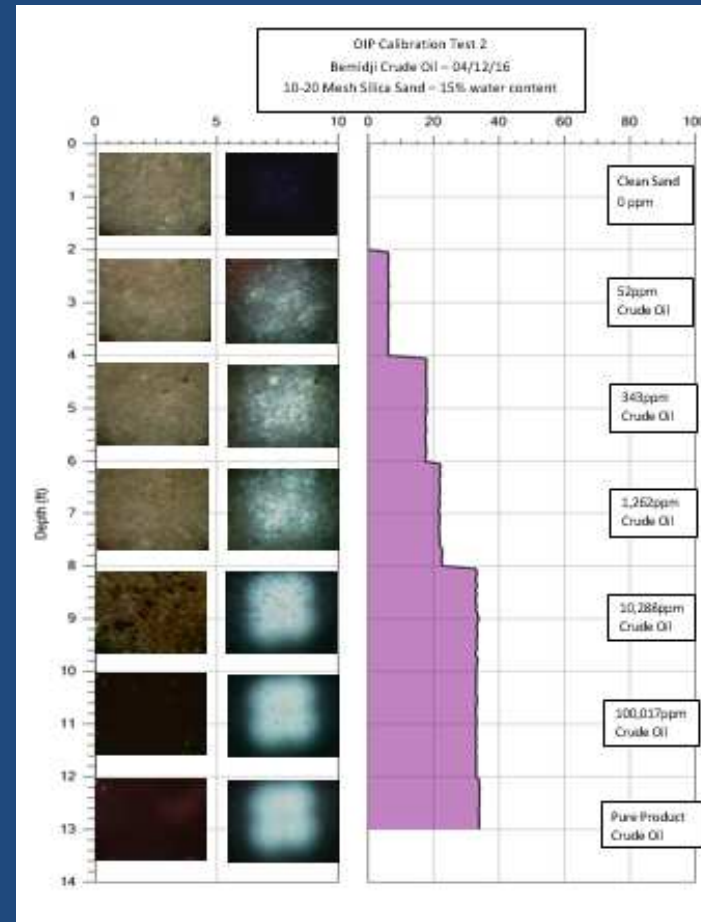 OIP Calibration Test 2
Bemidji Crude Oil – 04/12/16
10-20 Mesh Silica Sand – 15% water content
0 5 10 0 20 40 60 80 100
0
1
2
3
4
5
6
7
8
9
10
11
12
13
14
Depth (ft)
Clean Sand
0 ppm
52ppm
Crude Oil
343ppm
Crude Oil
1,262ppm
Crude Oil
10,286ppm
Crude Oil
100,017ppm
Crude Oil
Pure Product
Crude Oil